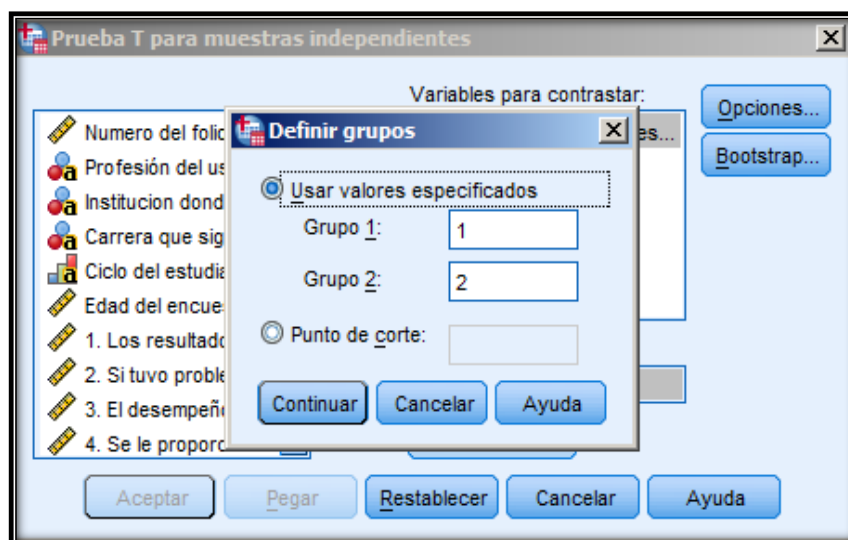 Prueba T para muestras independientes
Variables para contrastar:
Opciones...
Bootstrap...
Numero del folio
Profesión del us
Institucion dond
Carrera que sig
Ciclo del estudia
Edad del encue
1. Los resultado
2. Si tuvo proble
3. El desempeñ
4. Se le proporc
es...
Definir grupos
Usar valores especificados
Grupo 1:
1
Grupo 2:
2
Punto de corte:
Continuar
Cancelar
Ayuda
Aceptar
Pegar
Restablecer
Cancelar
Ayuda